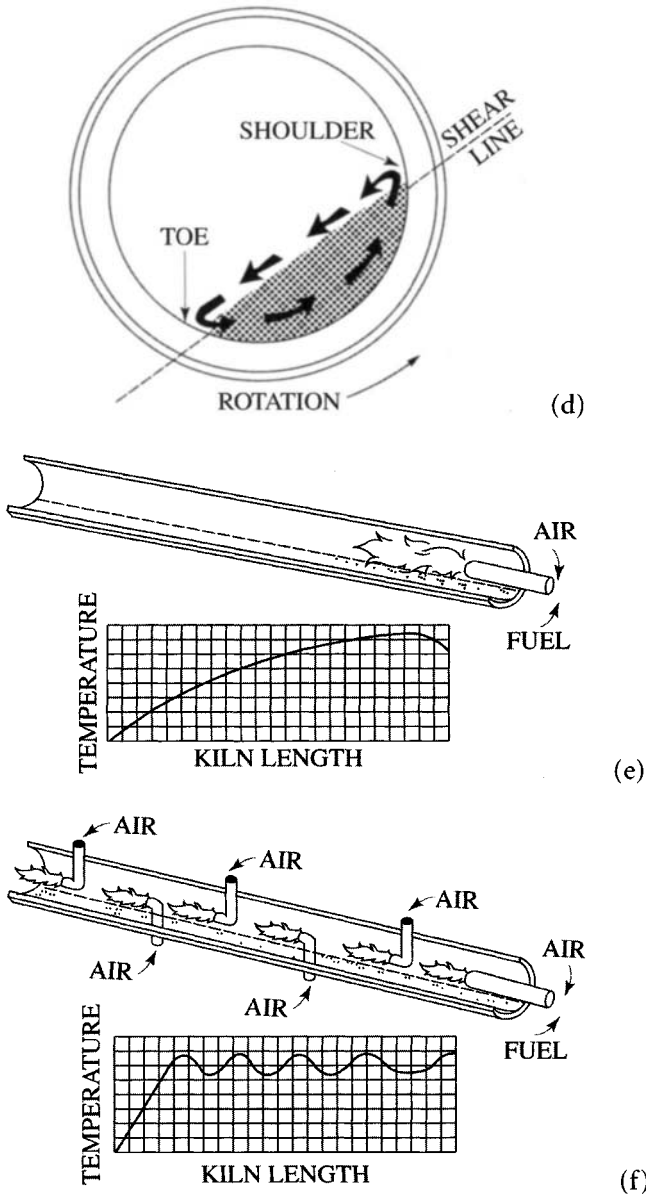 SHOULDER
SHEAR
LINE
TOE
ROTATION
(d)
AIR
FUEL
TEMPERATURE
KILN LENGTH
(e)
AIR
AIR
AIR
AIR
AIR
AIR
FUEL
TEMPERATURE
KILN LENGTH
(f)